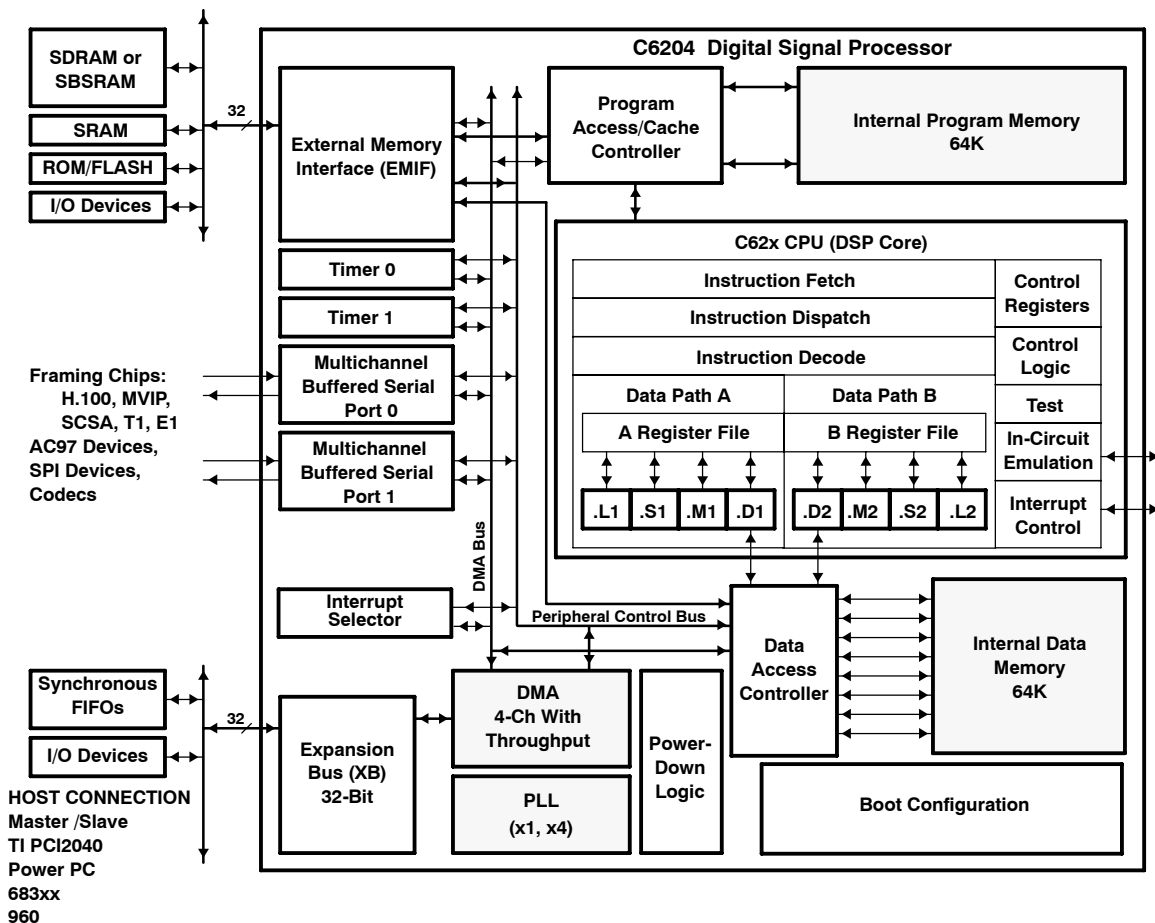 C6204 Digital Signal Processor
SDRAM or
SBSRAM
SRAM
ROM/FLASH
I/O Devices
32
External Memory
Interface (EMIF)
Program
Access/Cache
Controller
Internal Program Memory
64K
Timer 0
Timer 1
Framing Chips:
H.100, MVIP,
SCSA, T1, E1
AC97 Devices,
SPI Devices,
Codecs
Multichannel
Buffered Serial
Port 0
Multichannel
Buffered Serial
Port 1
C62x CPU (DSP Core)
Instruction Fetch
Instruction Dispatch
Instruction Decode
Data Path A
A Register File
.L1 .S1 .M1 .D1
Data Path B
B Register File
.D2 .M2 .S2 .L2
Control
Registers
Control
Logic
Test
In-Circuit
Emulation
Interrupt
Control
DMA Bus
Interrupt
Selector
Peripheral Control Bus
Data
Access
Controller
Internal Data
Memory
64K
Synchronous
FIFOs
I/O Devices
32
HOST CONNECTION
Master /Slave
TI PCI2040
Power PC
683xx
960
Expansion
Bus (XB)
32-Bit
DMA
4-Ch With
Throughput
PLL
(x1, x4)
Power-
Down
Logic
Boot Configuration